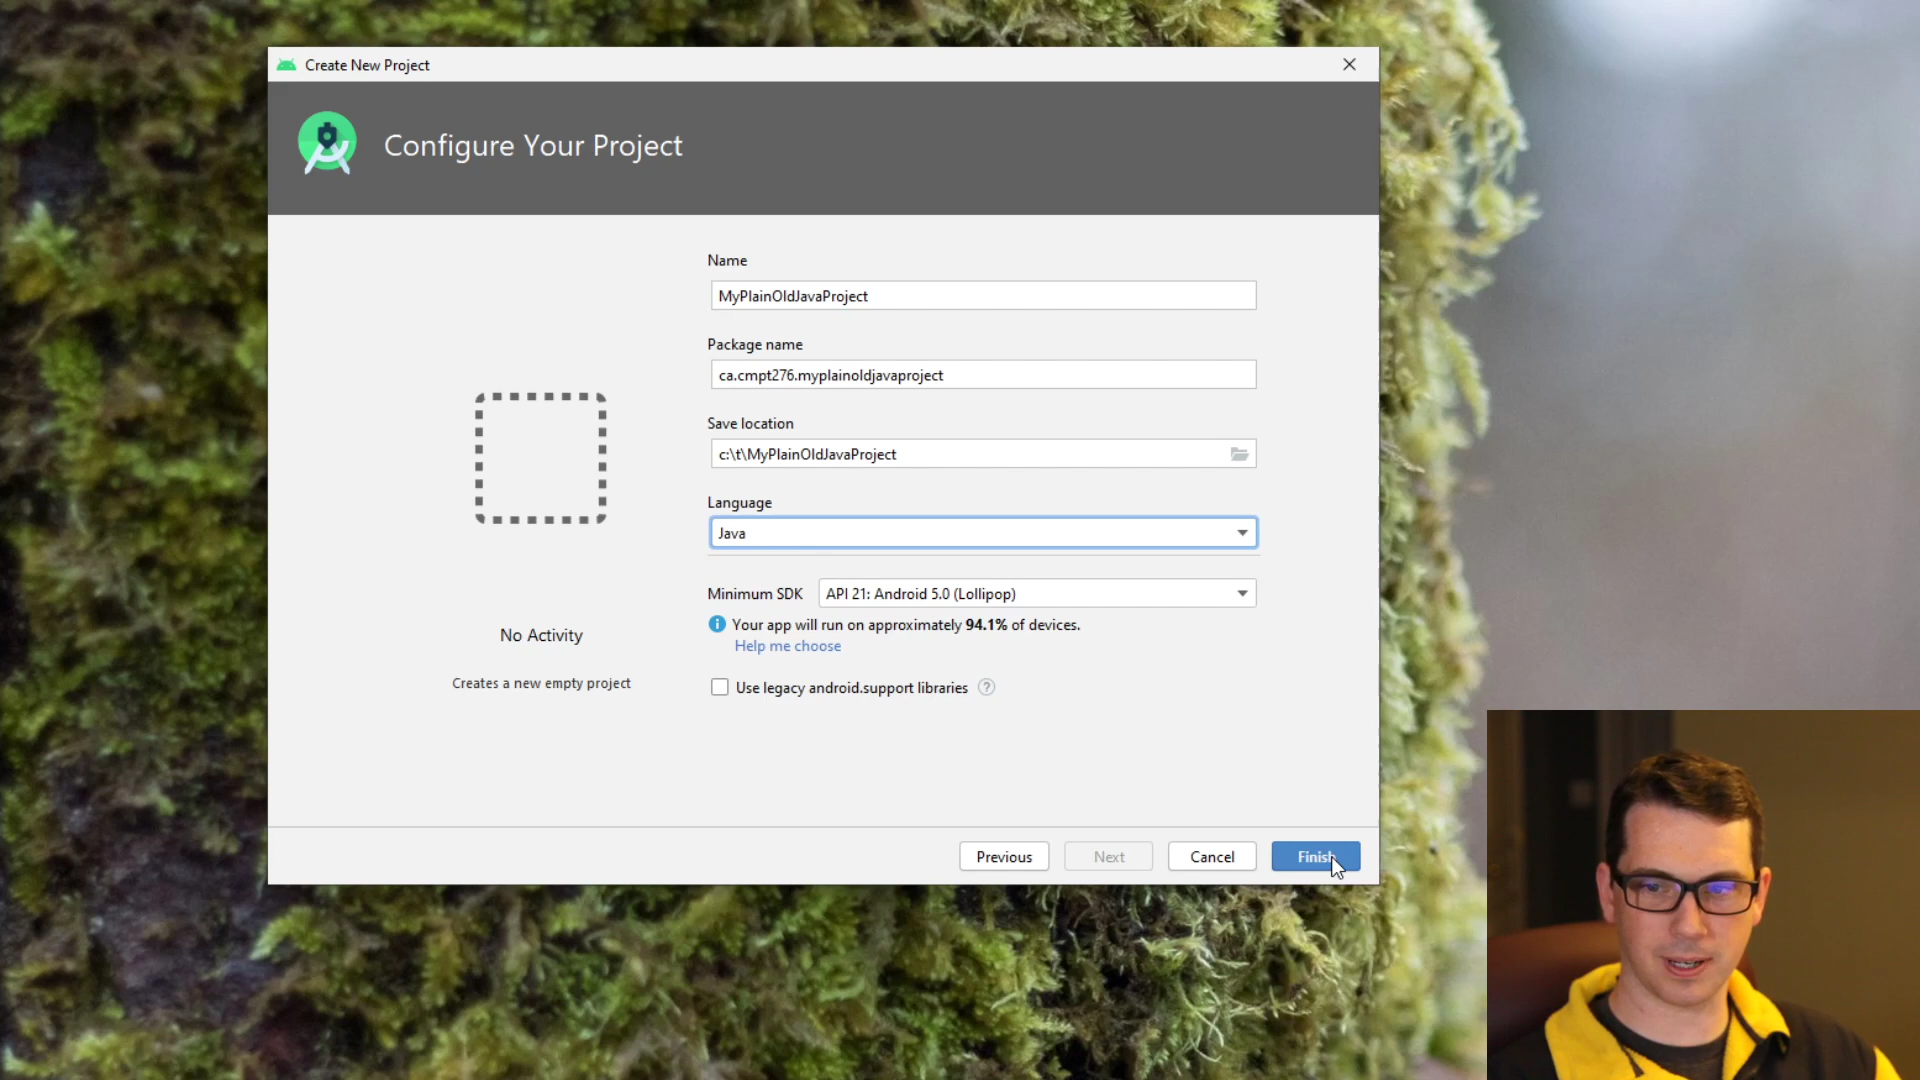 Create New Project
Configure Your Project
Name
MyPlainOldJavaProject
Package name
ca.cmpt276.myplainoldjavaproject
Save location
c:\t\MyPlainOldJavaProject
Language
Java
Minimum SDK
API 21: Android 5.0 (Lollipop)
Your app will run on approximately 94.1% of devices.
Help me choose
No Activity
Creates a new empty project
Use legacy android.support libraries
?
Previous
Next
Cancel
Finish